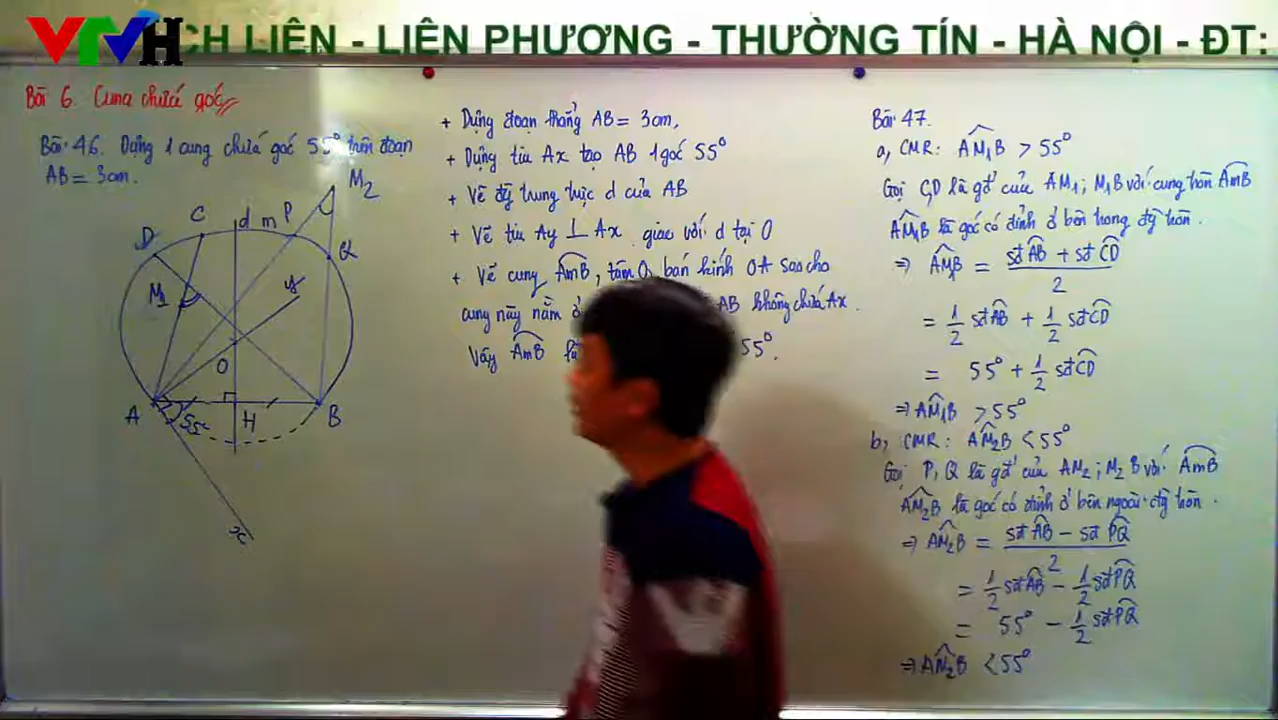 VTVH
CH LIÊN - LIÊN PHƯƠNG - THƯỜNG TÍN - HÀ NỘI - ĐT:
Bài 6. Cung chứa góc
Bài 46. Dựng 1 cung chứa góc 55° trên đoạn
AB = 3cm.
M₂
C d m P
D Q
M₁ y
O
A 55° H B
x
+ Dựng đoạn thẳng AB = 3cm,
+ Dựng tia Ax tạo AB 1 góc 55°
+ Vẽ đg trung trực d của AB
+ Vẽ tia Ay ⊥ Ax giao với d tại O
+ Vẽ cung AmB, tâm O, bán kính OA sao cho
cung này nằm ở AB không chứa Ax.
Vậy AmB là 55°.
Bài 47.
a, CMR: AM₁B > 55°
Gọi C,D là gđ của AM₁; M₁B với cung tròn AmB
AM₁B là góc có đỉnh ở bên trong đg tròn.
⇒ AM₁B = (sđ AB + sđ CD)/2
= 1/2 sđ AB + 1/2 sđ CD
= 55° + 1/2 sđ CD
⇒ AM₁B > 55°
b, CMR: AM₂B < 55°
Gọi P, Q là gđ của AM₂; M₂B với AmB
AM₂B là góc có đỉnh ở bên ngoài đg tròn.
⇒ AM₂B = (sđ AB - sđ PQ)/2
= 1/2 sđ AB - 1/2 sđ PQ
= 55° - 1/2 sđ PQ
⇒ AM₂B < 55°